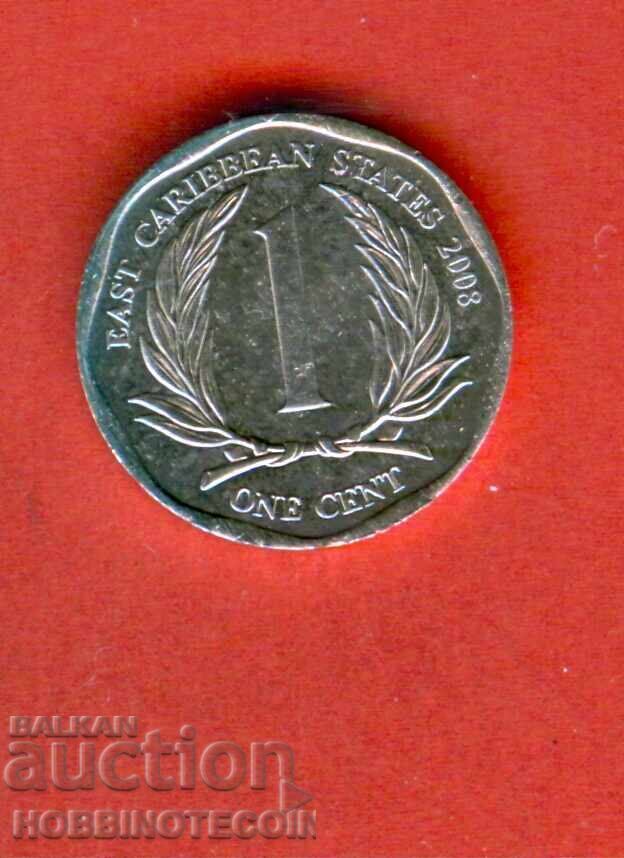 EAST CARIBBEAN STATES 2008
1
ONE CENT
BALKAN
auction
HOBBINOTECOIN